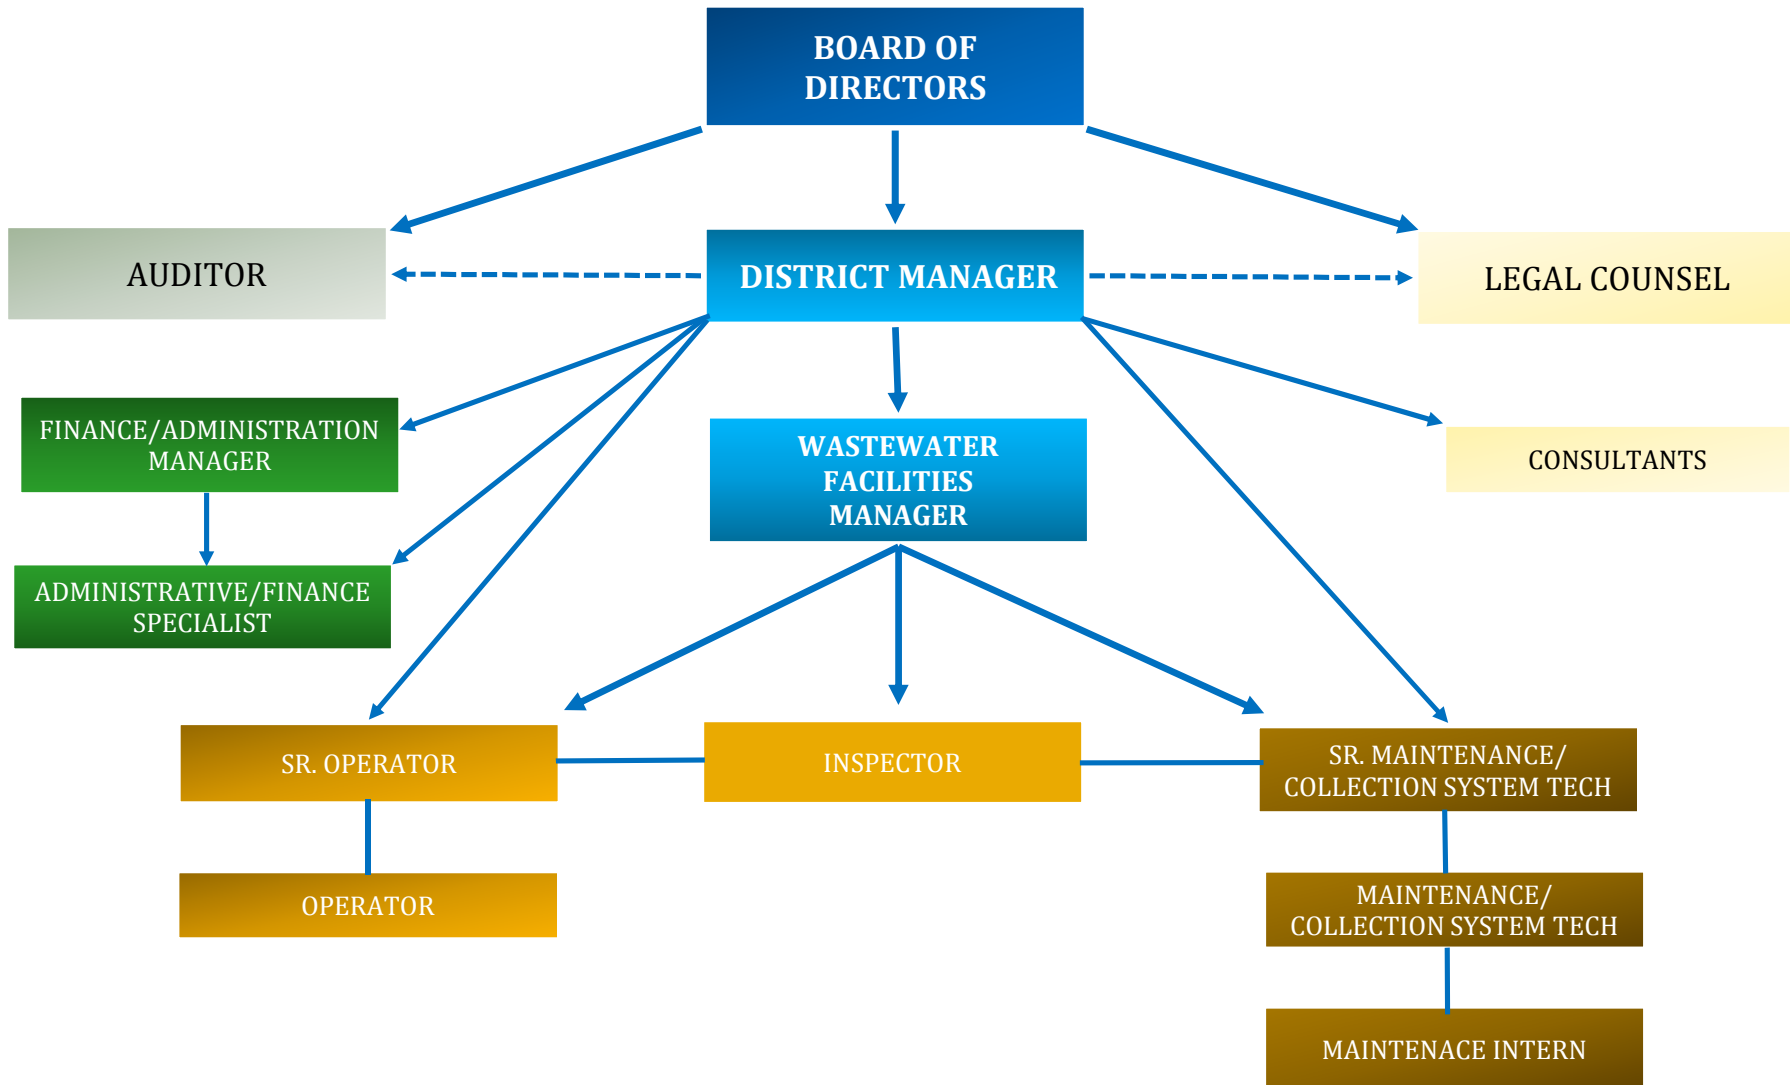 BOARD OF
DIRECTORS
AUDITOR
DISTRICT MANAGER
LEGAL COUNSEL
FINANCE/ADMINISTRATION
MANAGER
WASTEWATER
FACILITIES
MANAGER
CONSULTANTS
ADMINISTRATIVE/FINANCE
SPECIALIST
SR. OPERATOR
INSPECTOR
SR. MAINTENANCE/
COLLECTION SYSTEM TECH
OPERATOR
MAINTENANCE/
COLLECTION SYSTEM TECH
MAINTENACE INTERN